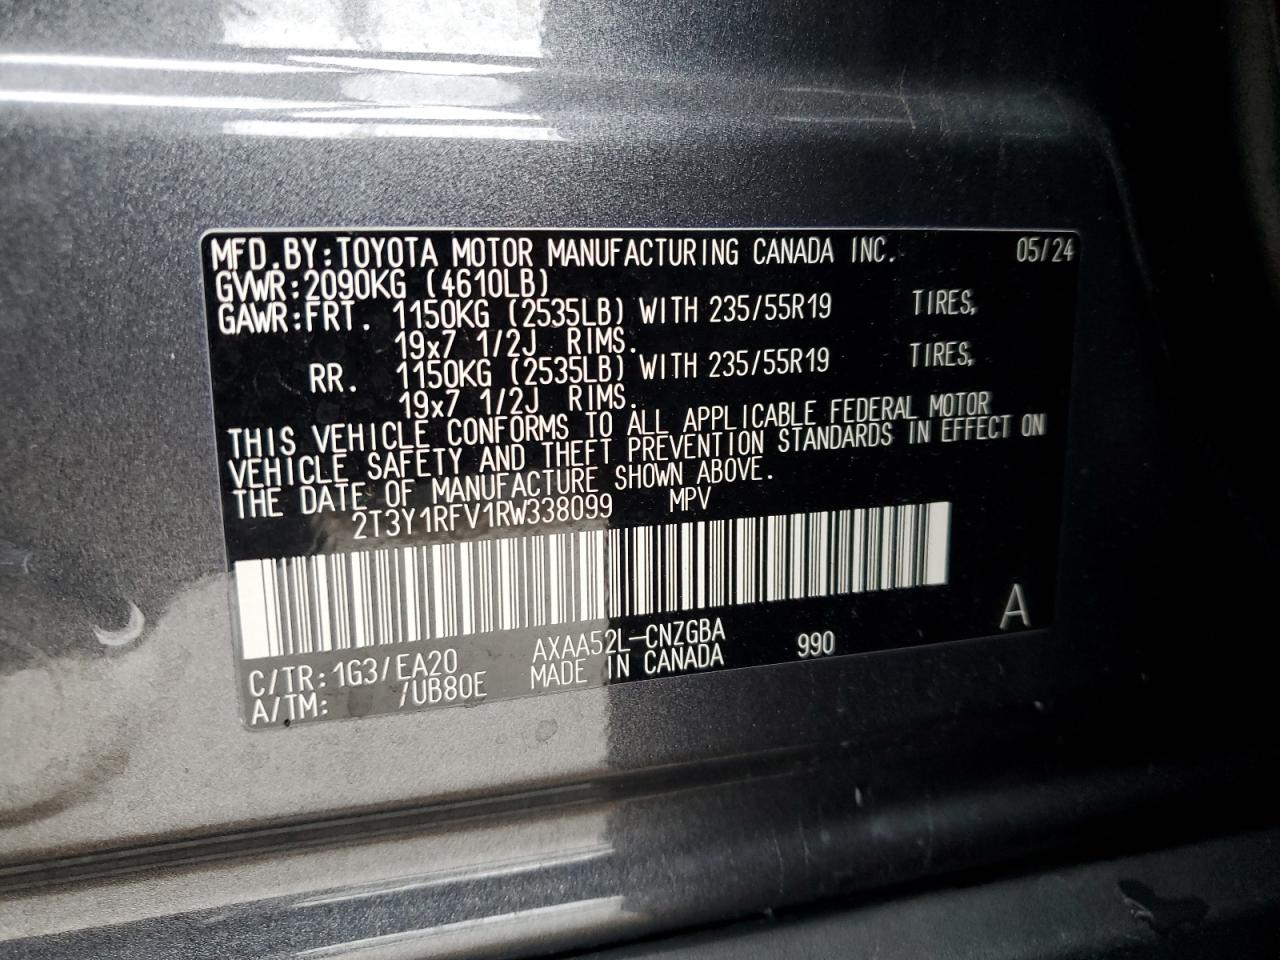 MFD.BY:TOYOTA MOTOR MANUFACTURING CANADA INC. 05/24
GVWR:2090KG (4610LB)
GAWR:FRT. 1150KG (2535LB) WITH 235/55R19 TIRES,
19x7 1/2J RIMS.
RR. 1150KG (2535LB) WITH 235/55R19 TIRES,
19x7 1/2J RIMS.
THIS VEHICLE CONFORMS TO ALL APPLICABLE FEDERAL MOTOR
VEHICLE SAFETY AND THEFT PREVENTION STANDARDS IN EFFECT ON
THE DATE OF MANUFACTURE SHOWN ABOVE.
2T3Y1RFV1RW338099 MPV
A
C/TR:1G3/EA20 AXAA52L-CNZGBA 990
A/TM: /UB80E MADE IN CANADA